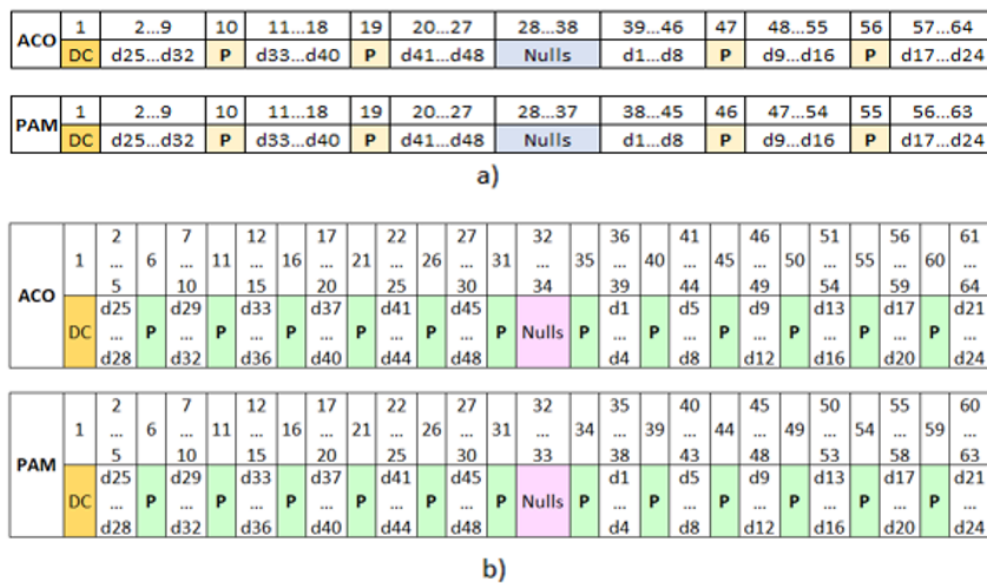 ACO 1 2...9 10 11...18 19 20...27 28...38 39...46 47 48...55 56 57...64
DC d25...d32 P d33...d40 P d41...d48 Nulls d1...d8 P d9...d16 P d17...d24
PAM 1 2...9 10 11...18 19 20...27 28...37 38...45 46 47...54 55 56...63
DC d25...d32 P d33...d40 P d41...d48 Nulls d1...d8 P d9...d16 P d17...d24
a)
2 7 12 17 22 27 32 36 41 46 51 56 61
1 ... 6 ... 11 ... 16 ... 21 ... 26 ... 31 ... 35 ... 40 ... 45 ... 50 ... 55 ... 60 ...
5 10 15 20 25 30 34 39 44 49 54 59 64
ACO
d25 d29 d33 d37 d41 d45 d1 d5 d9 d13 d17 d21
DC ... P ... P ... P ... P ... P ... P Nulls P ... P ... P ... P ... P ... P ...
d28 d32 d36 d40 d44 d48 d4 d8 d12 d16 d20 d24
2 7 12 17 22 27 32 35 40 45 50 55 60
1 ... 6 ... 11 ... 16 ... 21 ... 26 ... 31 ... 34 ... 39 ... 44 ... 49 ... 54 ... 59 ...
5 10 15 20 25 30 33 38 43 48 53 58 63
PAM
d25 d29 d33 d37 d41 d45 d1 d5 d9 d13 d17 d21
DC ... P ... P ... P ... P ... P ... P Nulls P ... P ... P ... P ... P ... P ...
d28 d32 d36 d40 d44 d48 d4 d8 d12 d16 d20 d24
b)